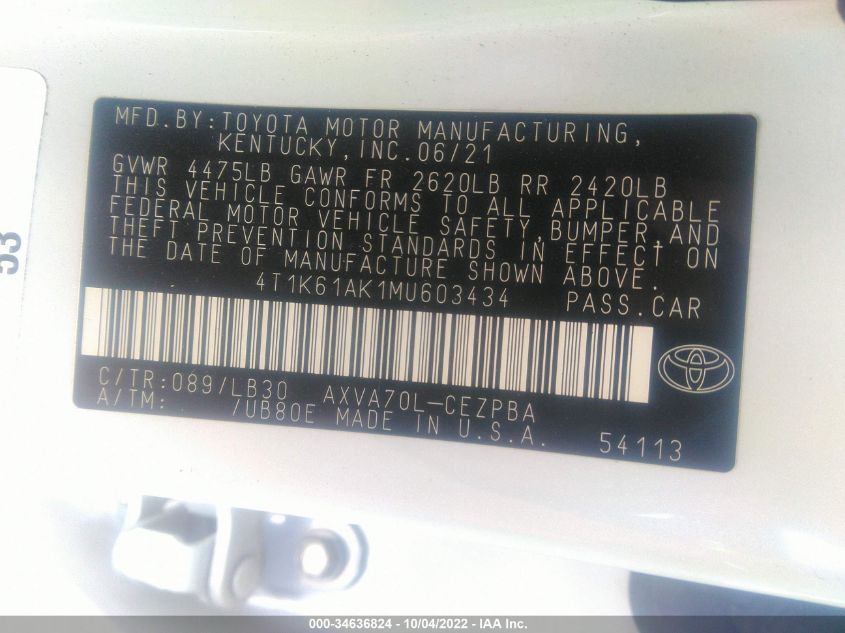 MFD.BY:TOYOTA MOTOR MANUFACTURING,
KENTUCKY,INC.06/21
GVWR 4475LB GAWR FR 2620LB RR 2420LB
THIS VEHICLE CONFORMS TO ALL APPLICABLE
FEDERAL MOTOR VEHICLE SAFETY,BUMPER,AND
THEFT PREVENTION STANDARDS IN EFFECT ON
THE DATE OF MANUFACTURE SHOWN ABOVE.
4T1K61AK1MU603434 PASS.CAR
C/TR:089/LB30 AXVA70L-CEZPBA
A/TM: /UB80E MADE IN U.S.A. 54113
53
000-34636824 - 10/04/2022 - IAA Inc.